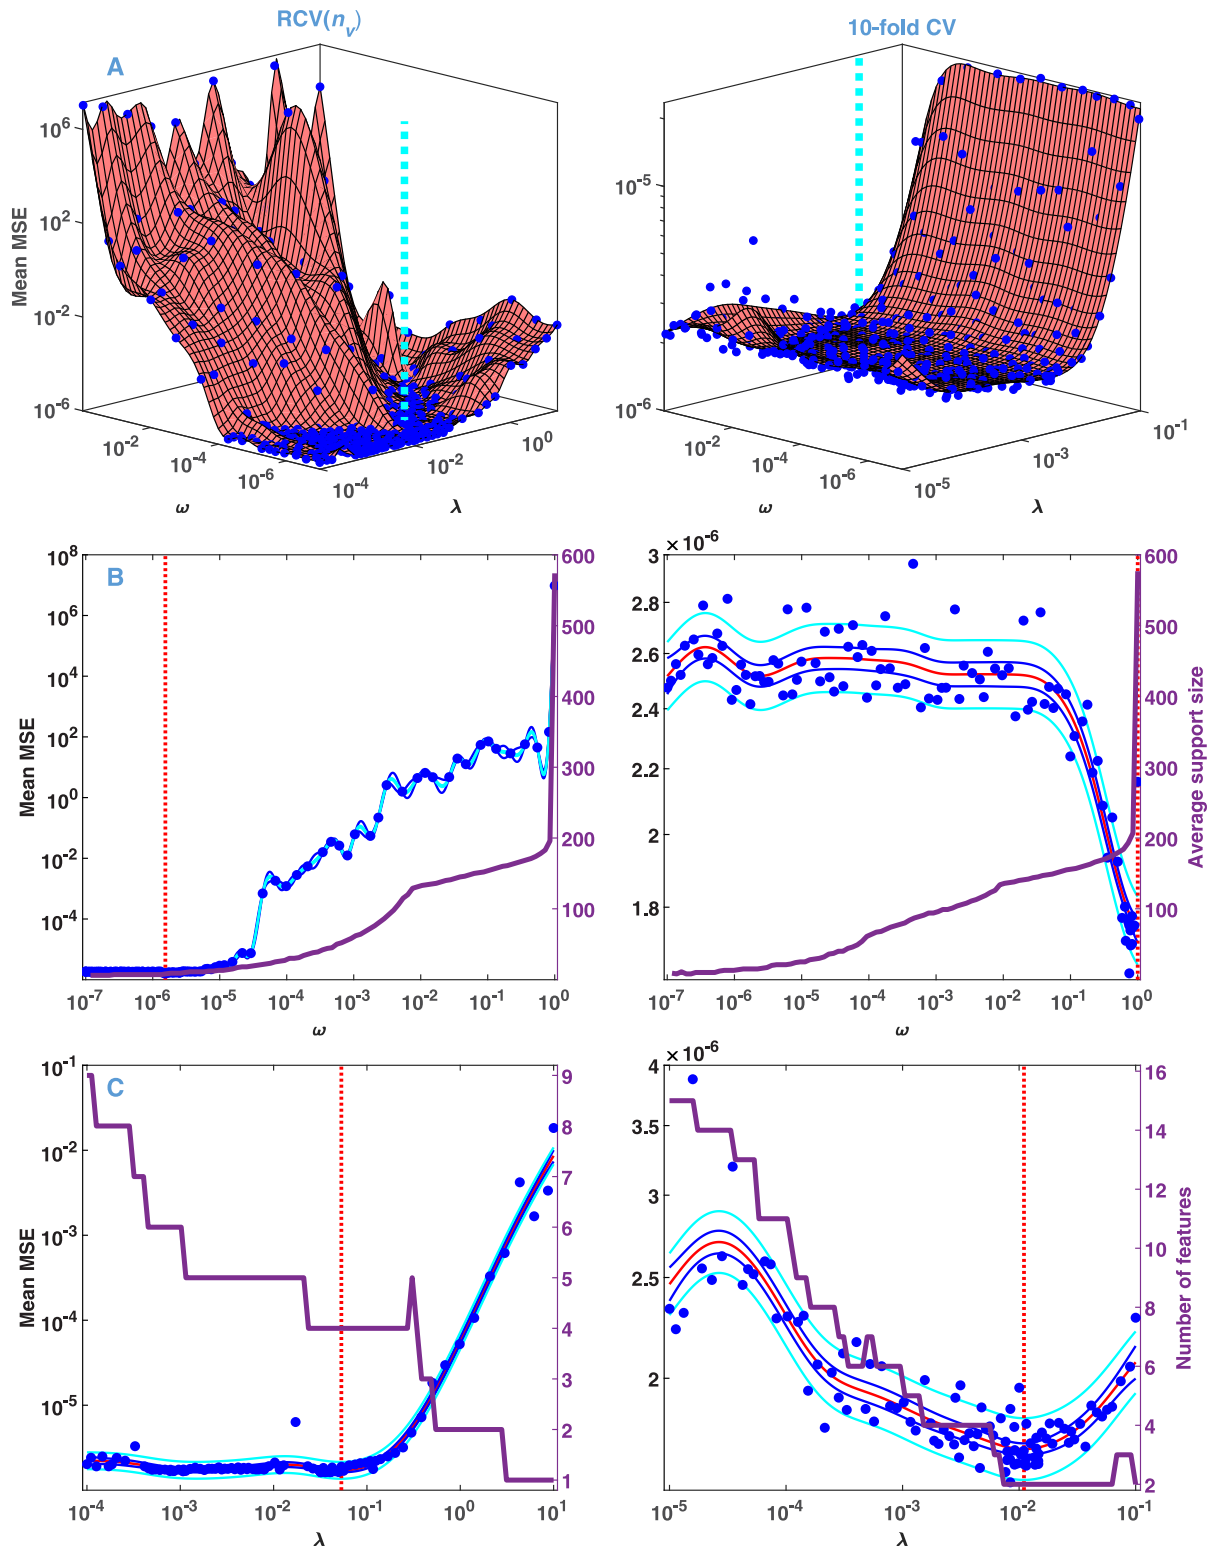 RCV(n_v)
10-fold CV
A
Mean MSE
10^6
10^2
10^-2
10^-6
10^-2
10^-4
10^-6
ω
10^-4
10^-2
10^0
λ
10^-5
10^-6
10^-2
10^-4
10^-6
ω
10^-5
10^-3
10^-1
λ
B
Mean MSE
10^8
10^6
10^4
10^2
10^0
10^-2
10^-4
600
500
400
300
200
100
10^-7 10^-6 10^-5 10^-4 10^-3 10^-2 10^-1 10^0
ω
3 × 10^-6
2.8
2.6
2.4
2.2
2
1.8
600
500
400
300
200
100
Average support size
10^-7 10^-6 10^-5 10^-4 10^-3 10^-2 10^-1 10^0
ω
C
Mean MSE
10^-1
10^-2
10^-3
10^-4
10^-5
9
8
7
6
5
4
3
2
1
10^-4 10^-3 10^-2 10^-1 10^0 10^1
λ
4 × 10^-6
3.5
3
2.5
2
16
14
12
10
8
6
4
2
Number of features
10^-5 10^-4 10^-3 10^-2 10^-1
λ